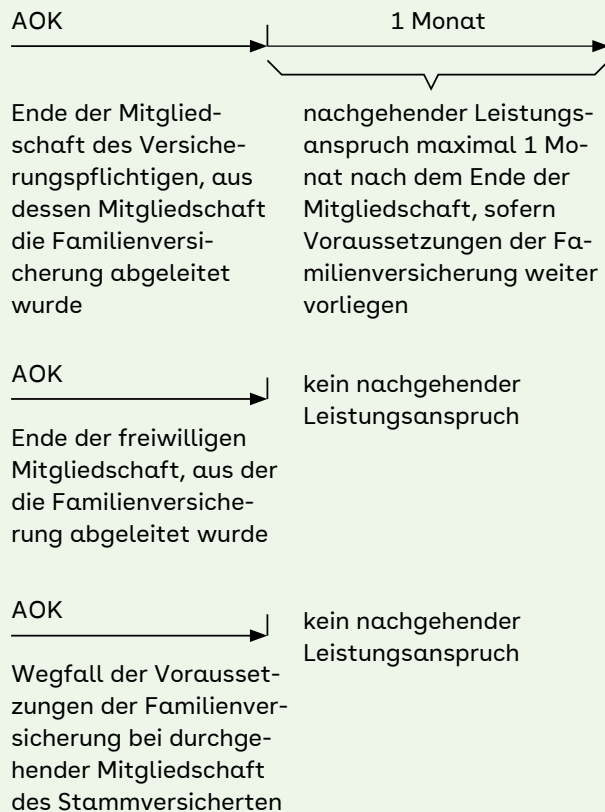 AOK
1 Monat
Ende der Mitglied-
schaft des Versiche-
rungspflichtigen, aus
dessen Mitgliedschaft
die Familienversi-
cherung abgeleitet
wurde
nachgehender Leistungs-
anspruch maximal 1 Mo-
nat nach dem Ende der
Mitgliedschaft, sofern
Voraussetzungen der Fa-
milienversicherung weiter
vorliegen
AOK
Ende der freiwilligen
Mitgliedschaft, aus der
die Familienversiche-
rung abgeleitet wurde
kein nachgehender
Leistungsanspruch
AOK
Wegfall der Vorausset-
zungen der Familienver-
sicherung bei durchge-
hender Mitgliedschaft
des Stammversicherten
kein nachgehender
Leistungsanspruch